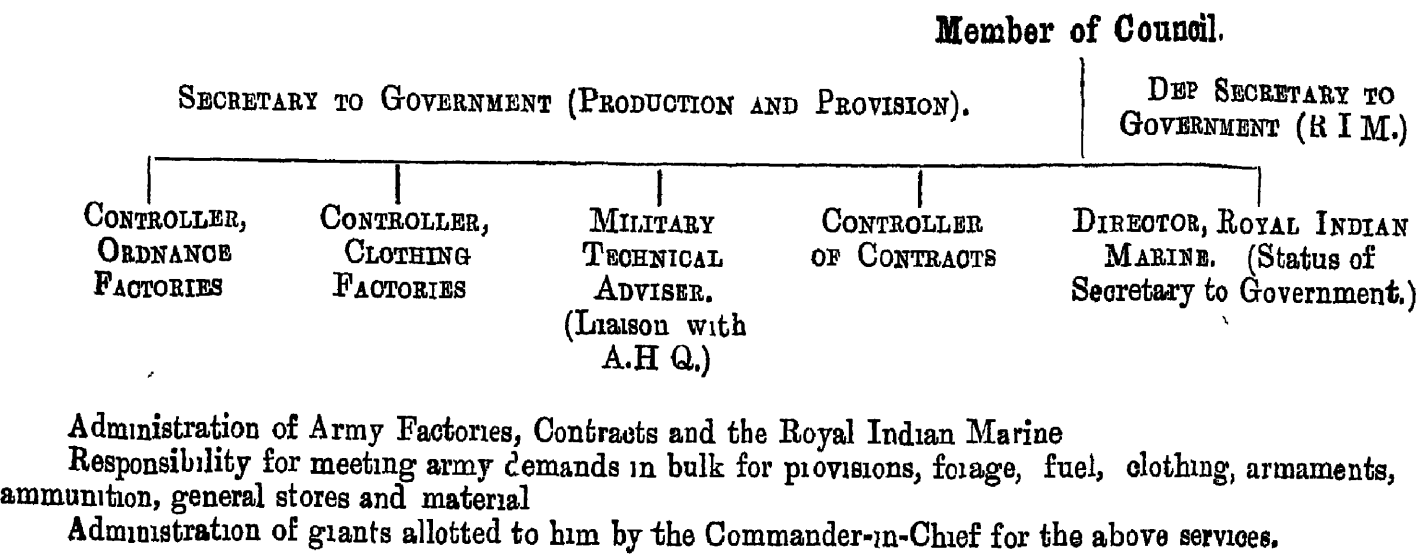 Member of Council.
SECRETARY TO GOVERNMENT (PRODUCTION AND PROVISION).
DEP SECRETARY TO
GOVERNMENT (R I M.)
CONTROLLER,
ORDNANCE
FACTORIES
CONTROLLER,
CLOTHING
FACTORIES
MILITARY
TECHNICAL
ADVISER.
(Liaison with
A.H Q.)
CONTROLLER
OF CONTRACTS
DIRECTOR, ROYAL INDIAN
MARINE. (Status of
Secretary to Government.)
Administration of Army Factories, Contracts and the Royal Indian Marine
Responsibility for meeting army demands in bulk for provisions, forage, fuel, clothing, armaments,
ammunition, general stores and material
Administration of grants allotted to him by the Commander-in-Chief for the above services.